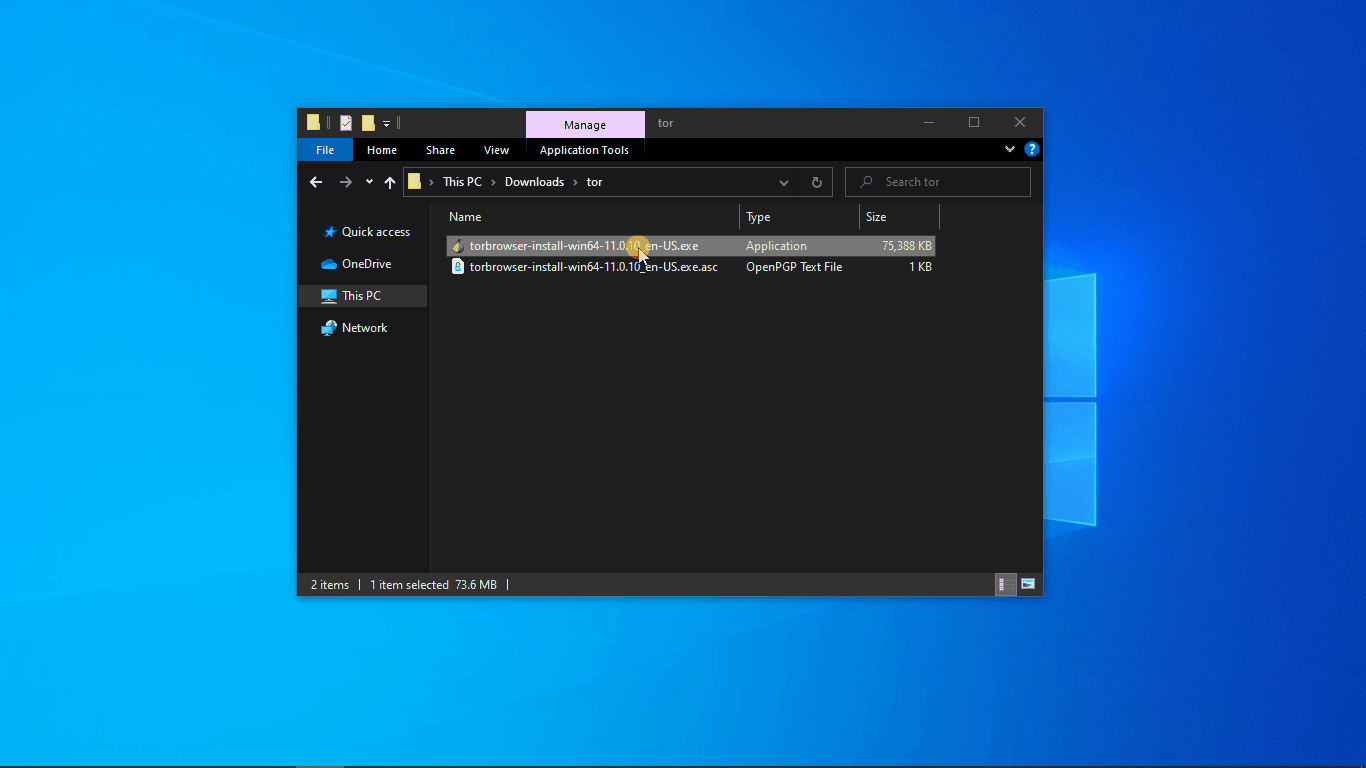 Manage tor
File Home Share View Application Tools ?
This PC Downloads tor Search tor
Name Type Size
Quick access
OneDrive
This PC
Network
torbrowser-install-win64-11.0.10_en-US.exe Application 75,388 KB
torbrowser-install-win64-11.0.10_en-US.exe.asc OpenPGP Text File 1 KB
2 items 1 item selected 73.6 MB